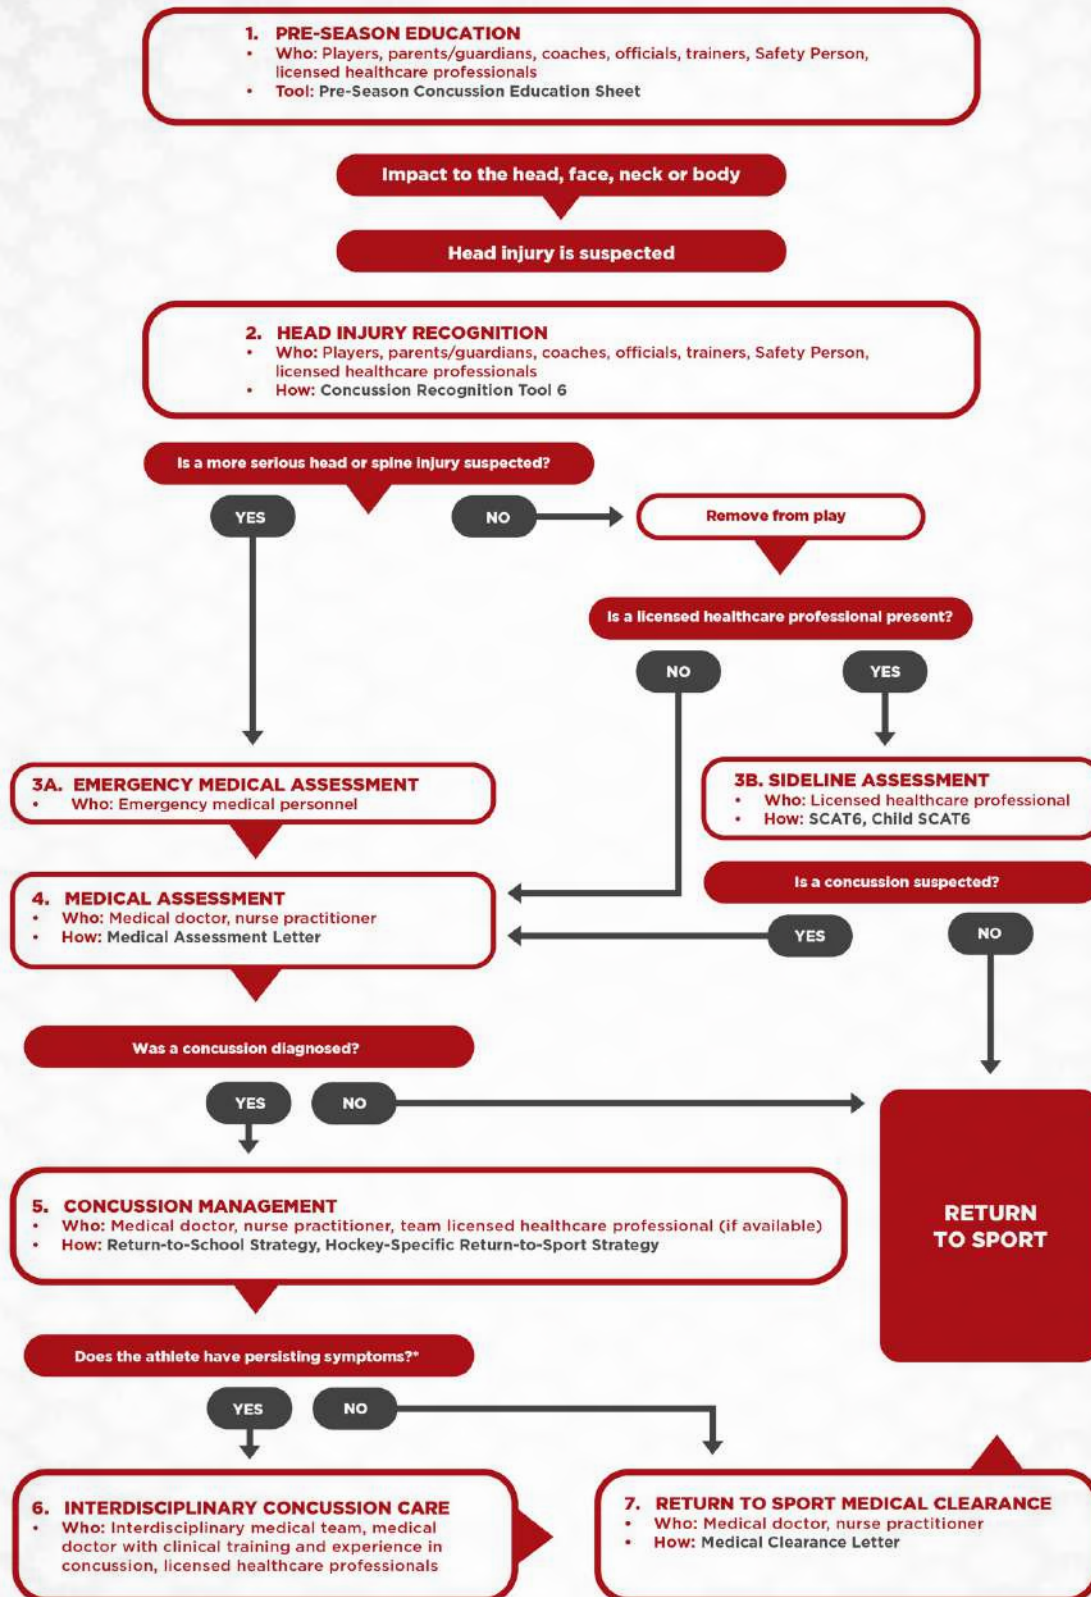 1. PRE-SEASON EDUCATION
• Who: Players, parents/guardians, coaches, officials, trainers, Safety Person,
licensed healthcare professionals
• Tool: Pre-Season Concussion Education Sheet
Impact to the head, face, neck or body
Head injury is suspected
2. HEAD INJURY RECOGNITION
• Who: Players, parents/guardians, coaches, officials, trainers, Safety Person,
licensed healthcare professionals
• How: Concussion Recognition Tool 6
Is a more serious head or spine injury suspected?
YES
NO
Remove from play
Is a licensed healthcare professional present?
NO
YES
3A. EMERGENCY MEDICAL ASSESSMENT
• Who: Emergency medical personnel
3B. SIDELINE ASSESSMENT
• Who: Licensed healthcare professional
• How: SCAT6, Child SCAT6
4. MEDICAL ASSESSMENT
• Who: Medical doctor, nurse practitioner
• How: Medical Assessment Letter
Is a concussion suspected?
YES
NO
Was a concussion diagnosed?
YES
NO
5. CONCUSSION MANAGEMENT
• Who: Medical doctor, nurse practitioner, team licensed healthcare professional (if available)
• How: Return-to-School Strategy, Hockey-Specific Return-to-Sport Strategy
RETURN
TO SPORT
Does the athlete have persisting symptoms?*
YES
NO
6. INTERDISCIPLINARY CONCUSSION CARE
• Who: Interdisciplinary medical team, medical
doctor with clinical training and experience in
concussion, licensed healthcare professionals
7. RETURN TO SPORT MEDICAL CLEARANCE
• Who: Medical doctor, nurse practitioner
• How: Medical Clearance Letter